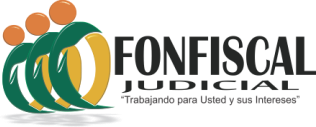 FONFISCAL
JUDICIAL
"Trabajando para Usted y sus Intereses"